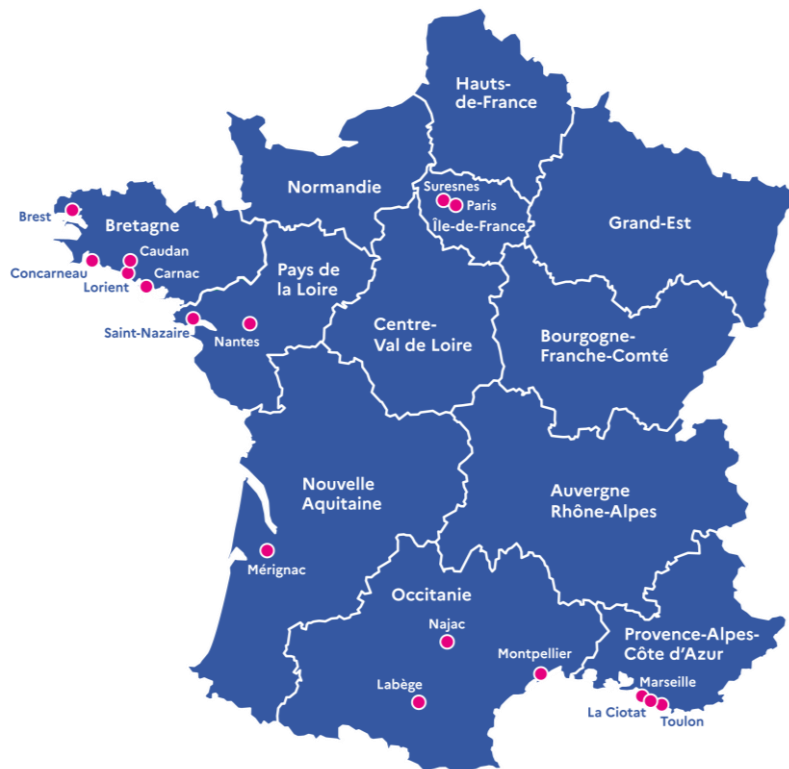 Hauts-
de-France
Normandie
Suresnes
Paris
Île-de-France
Grand-Est
Brest
Bretagne
Caudan
Concarneau
Carnac
Lorient
Pays de
la Loire
Saint-Nazaire
Nantes
Centre-
Val de Loire
Bourgogne-
Franche-Comté
Nouvelle
Aquitaine
Auvergne
Rhône-Alpes
Mérignac
Occitanie
Najac
Montpellier
Labège
Provence-Alpes-
Côte d'Azur
Marseille
La Ciotat
Toulon